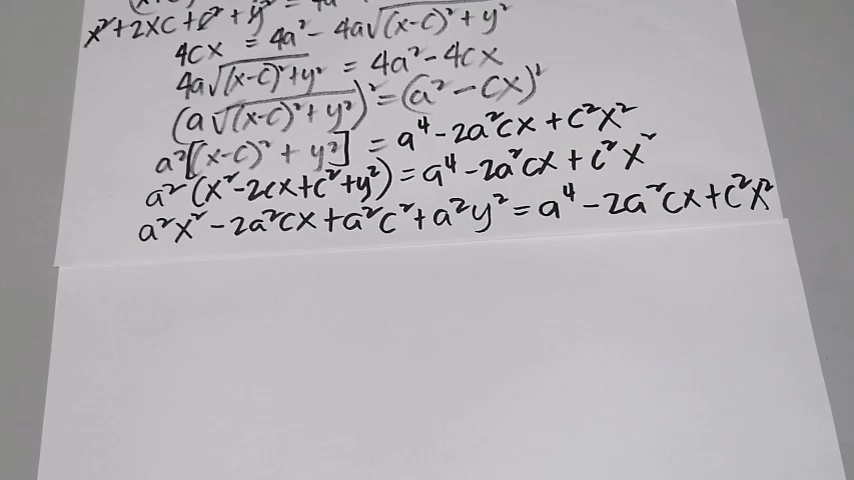 x² + 2xc + c² + y² = 4a
4cx = 4a² - 4a√(x-c)² + y²
4a√(x-c)² + y² = 4a² - 4cx
(a√(x-c)² + y²)² = (a² - cx)²
a²[(x-c)² + y²] = a⁴ - 2a²cx + c²x²
a²(x² - 2cx + c² + y²) = a⁴ - 2a²cx + c²x²
a²x² - 2a²cx + a²c² + a²y² = a⁴ - 2a²cx + c²x²